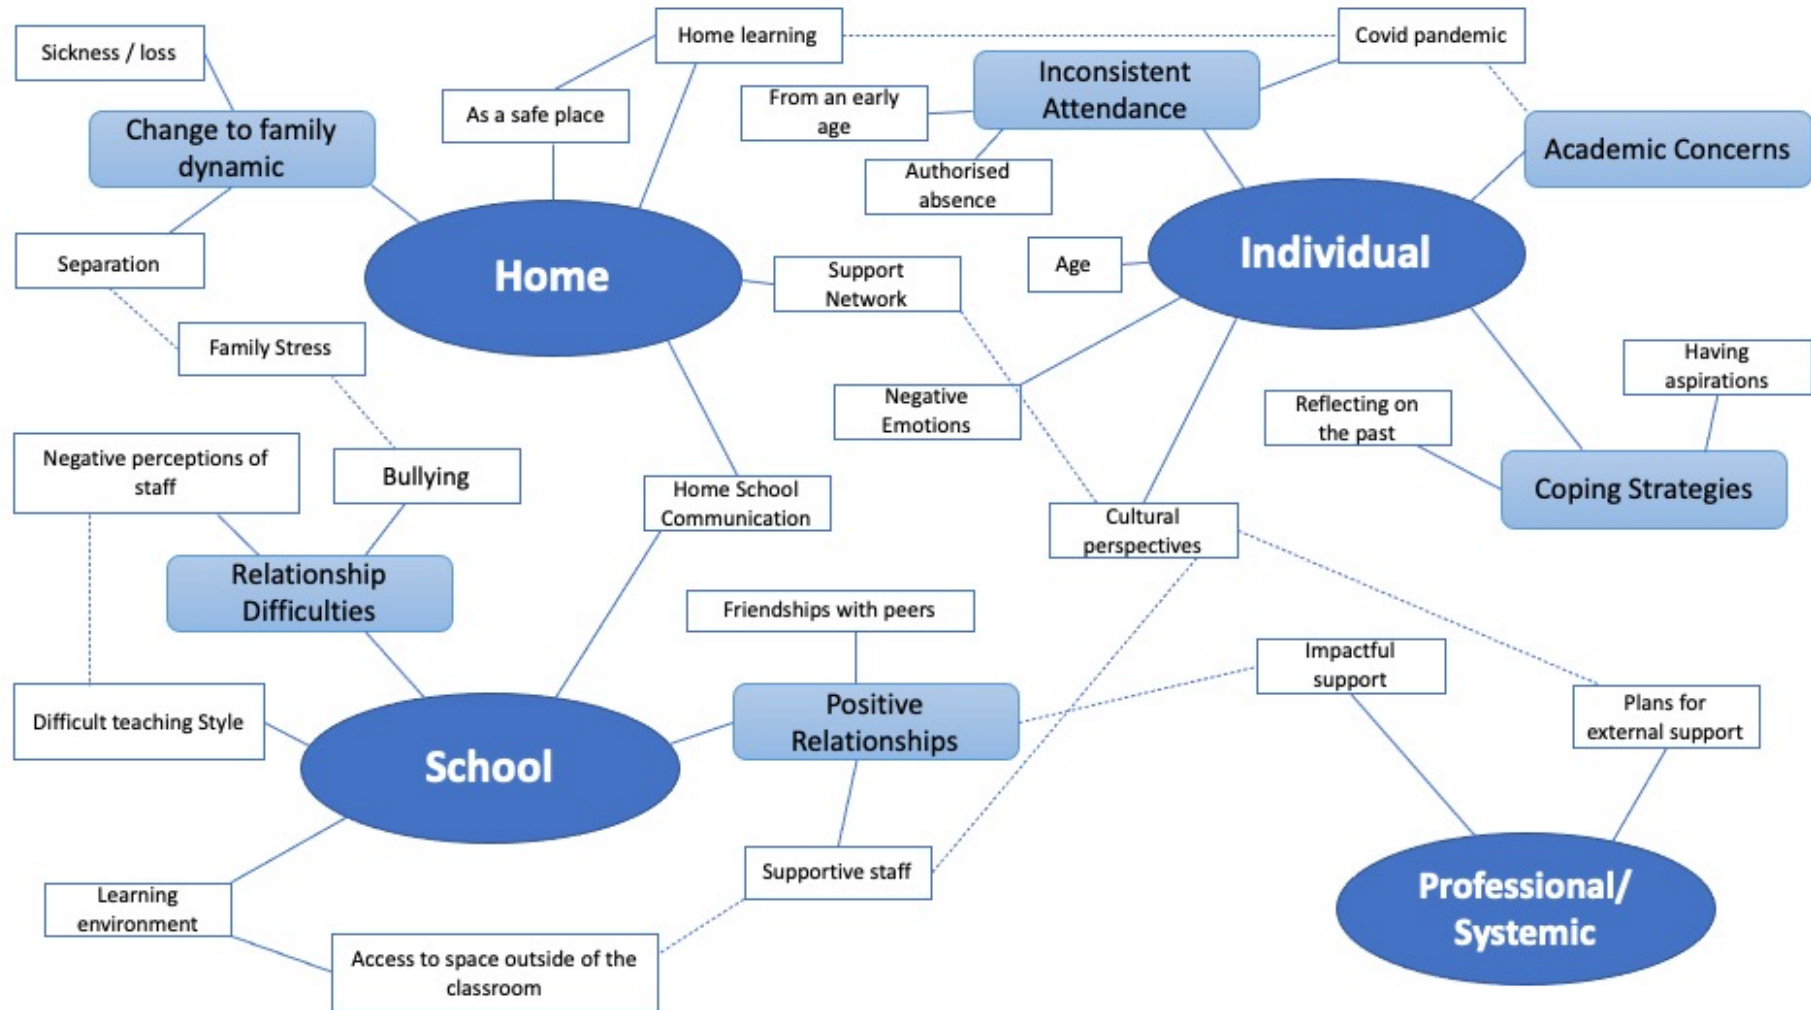 Sickness / loss
Home learning
Covid pandemic
Inconsistent
Attendance
From an early
age
As a safe place
Change to family
dynamic
Academic Concerns
Authorised
absence
Individual
Home
Age
Separation
Support
Network
Family Stress
Having
aspirations
Negative
Emotions
Reflecting on
the past
Negative perceptions of
staff
Bullying
Coping Strategies
Home School
Communication
Cultural
perspectives
Relationship
Difficulties
Friendships with peers
Impactful
support
Positive
Relationships
Plans for
external support
Difficult teaching Style
School
Supportive staff
Learning
environment
Professional/
Systemic
Access to space outside of the
classroom